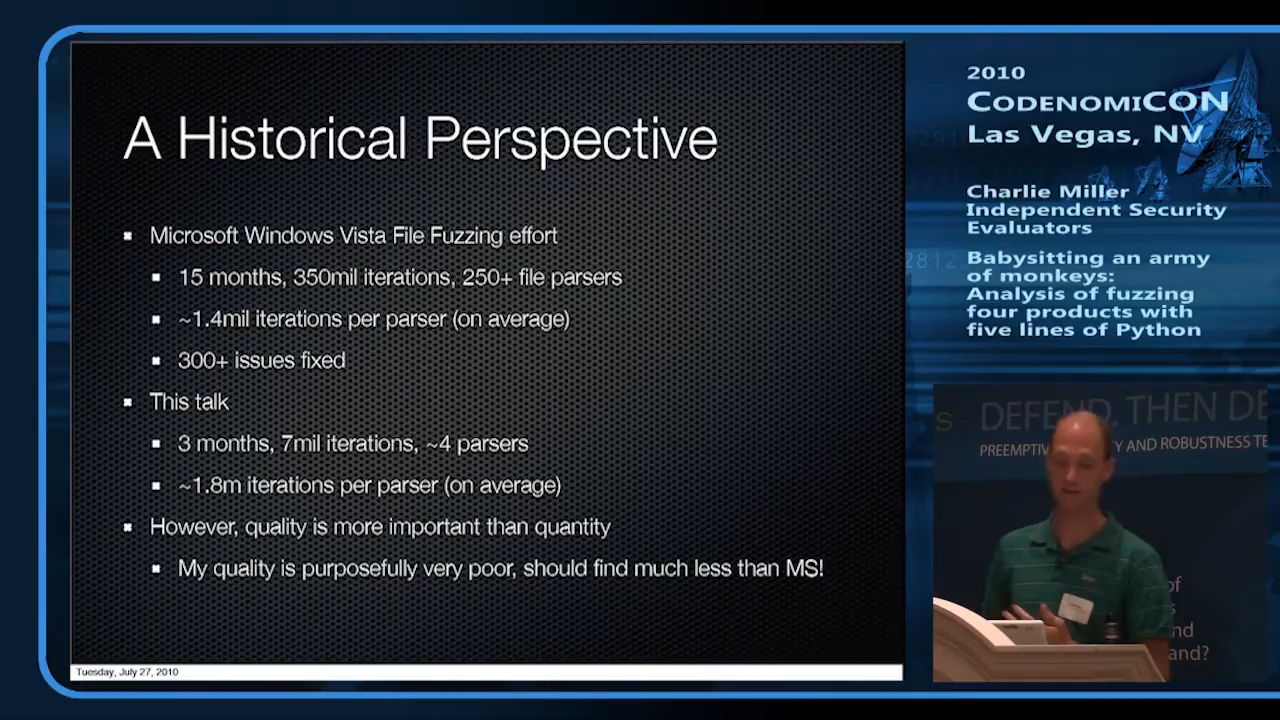 A Historical Perspective
Microsoft Windows Vista File Fuzzing effort
15 months, 350mil iterations, 250+ file parsers
~1.4mil iterations per parser (on average)
300+ issues fixed
This talk
3 months, 7mil iterations, ~4 parsers
~1.8m iterations per parser (on average)
However, quality is more important than quantity
My quality is purposefully very poor, should find much less than MS!
Tuesday, July 27, 2010
2010
CODENOMICON
Las Vegas, NV
Charlie Miller
Independent Security
Evaluators
Babysitting an army
of monkeys:
Analysis of fuzzing
four products with
five lines of Python
DEFEND. THEN DE
AND ROBUSTNESS TE
of
and?